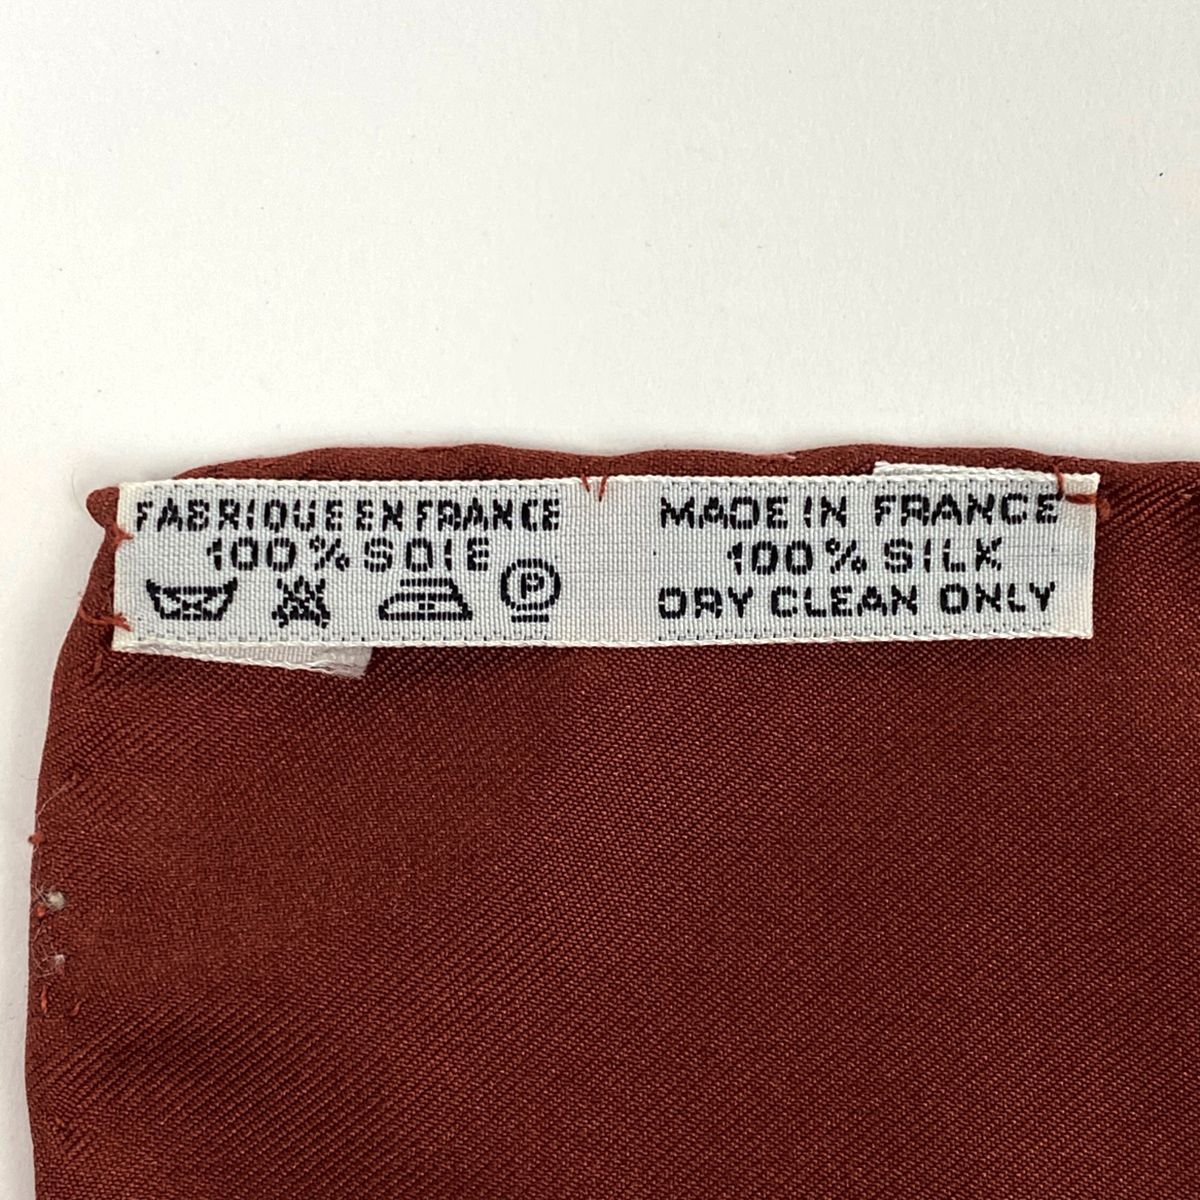 FABRIQUE EN FRANCE
100% SOIE
P
MADE IN FRANCE
100% SILK
DRY CLEAN ONLY